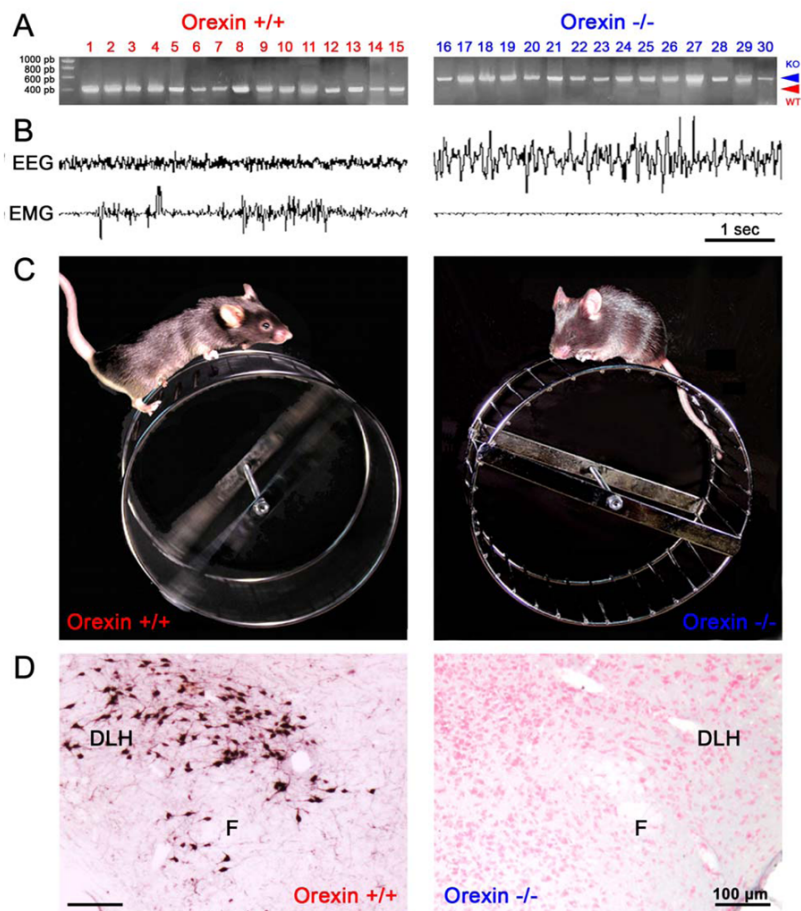 A
Orexin +/+
Orexin -/-
1 2 3 4 5 6 7 8 9 10 11 12 13 14 15
16 17 18 19 20 21 22 23 24 25 26 27 28 29 30
1000 pb
800 pb
600 pb
400 pb
KO
WT
B
EEG
EMG
1 sec
C
Orexin +/+
Orexin -/-
D
DLH
DLH
F
F
Orexin +/+
Orexin -/-
100 µm